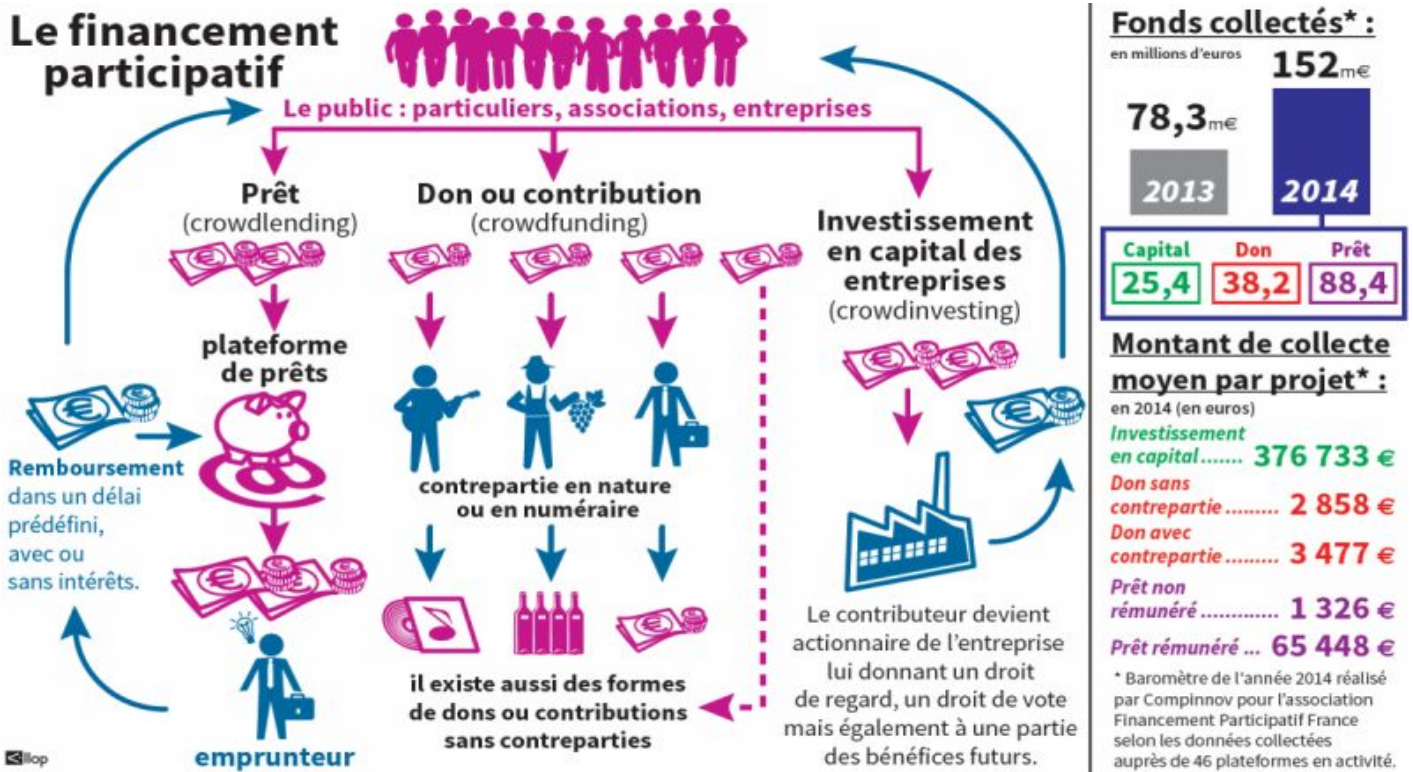 Le financement
participatif
Le public : particuliers, associations, entreprises
Prêt
(crowdlending)
plateforme
de prêts
Remboursement
dans un délai
prédéfini,
avec ou
sans intérêts.
emprunteur
Don ou contribution
(crowdfunding)
contrepartie en nature
ou en numéraire
il existe aussi des formes
de dons ou contributions
sans contreparties
Investissement
en capital des
entreprises
(crowdinvesting)
Le contributeur devient
actionnaire de l’entreprise
lui donnant un droit
de regard, un droit de vote
mais également à une partie
des bénéfices futurs.
Fonds collectés* :
en millions d’euros
152m€
78,3m€
2013
2014
Capital Don Prêt
25,4 38,2 88,4
Montant de collecte
moyen par projet* :
en 2014 (en euros)
Investissement
en capital....... 376 733 €
Don sans
contrepartie ......... 2 858 €
Don avec
contrepartie ......... 3 477 €
Prêt non
rémunéré ............. 1 326 €
Prêt rémunéré ... 65 448 €
* Baromètre de l’année 2014 réalisé
par Compinnov pour l’association
Financement Participatif France
selon les données collectées
auprès de 46 plateformes en activité.